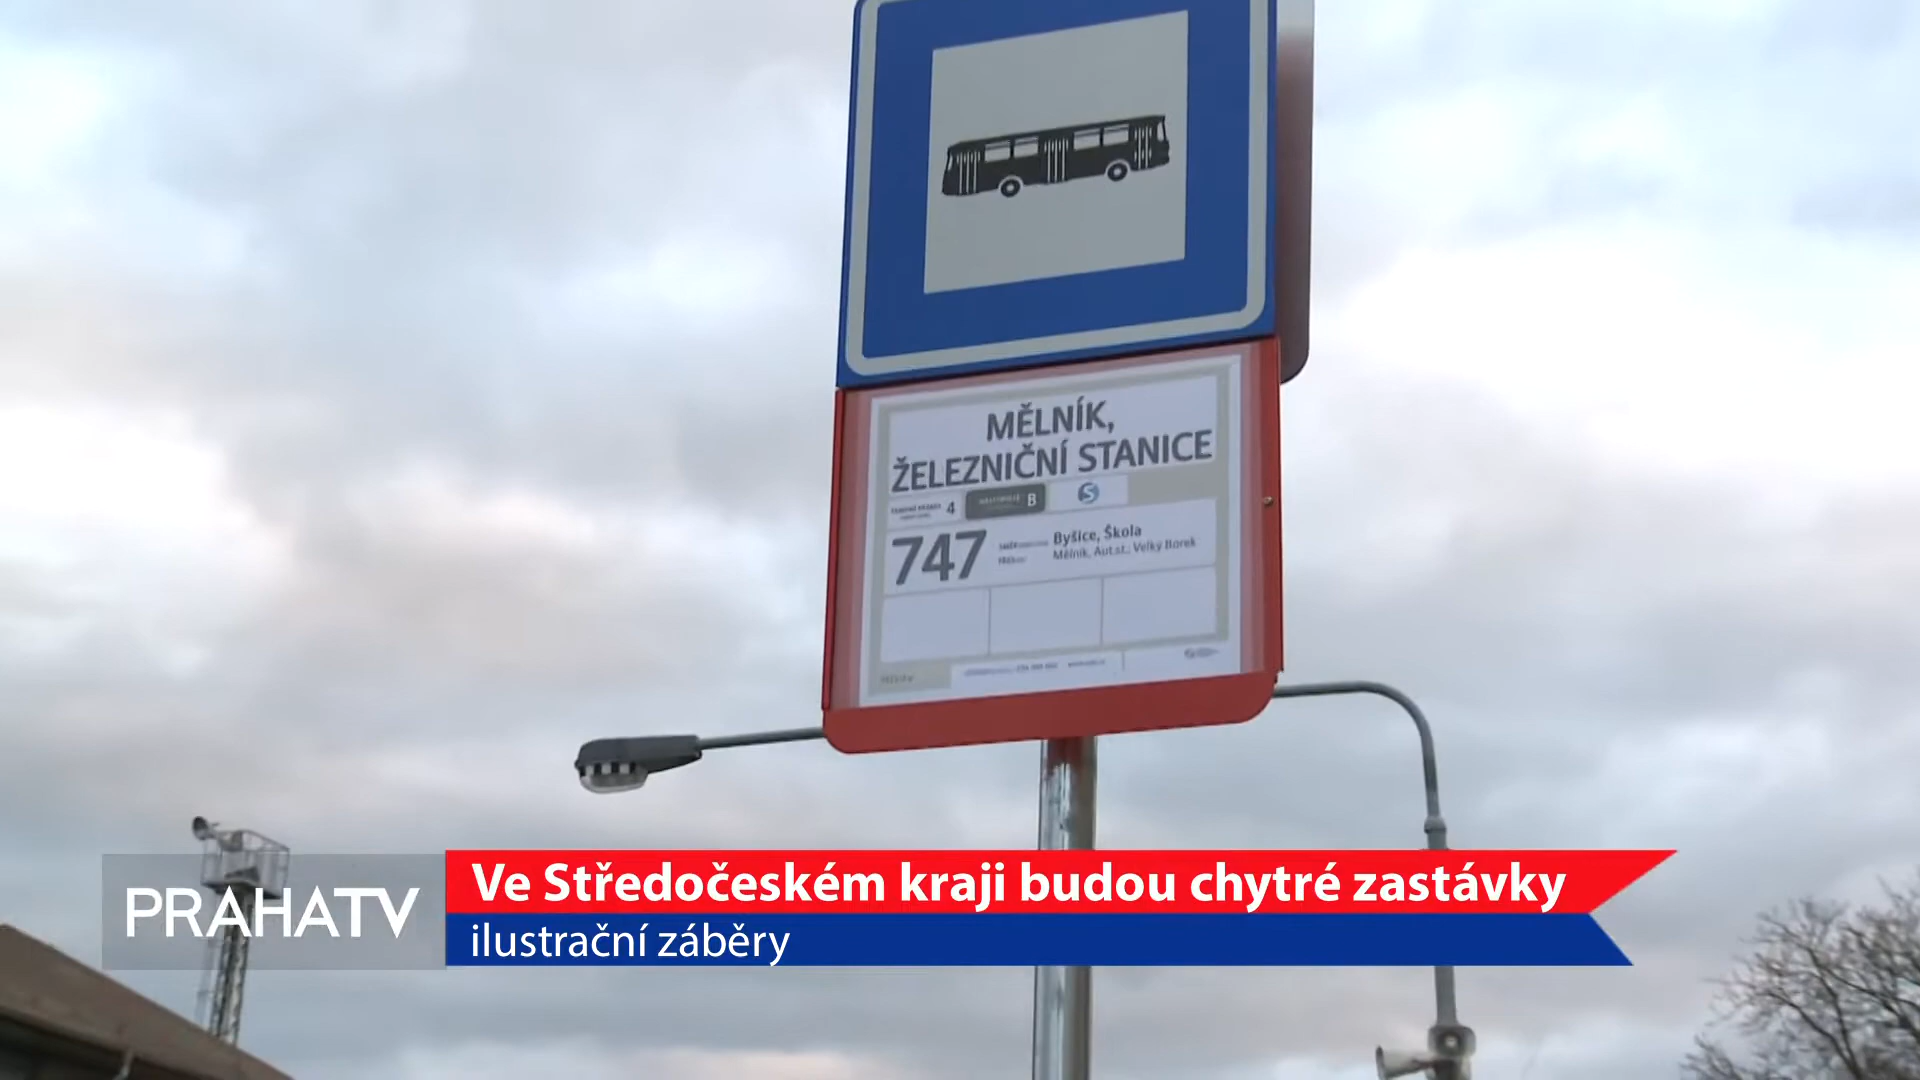 MĚLNÍK,
ŽELEZNIČNÍ STANICE
4 B S
747 Byšice, Škola
Mělník, Aut.st., Velký Borek
PRAHATV
Ve Středočeském kraji budou chytré zastávky
ilustrační záběry